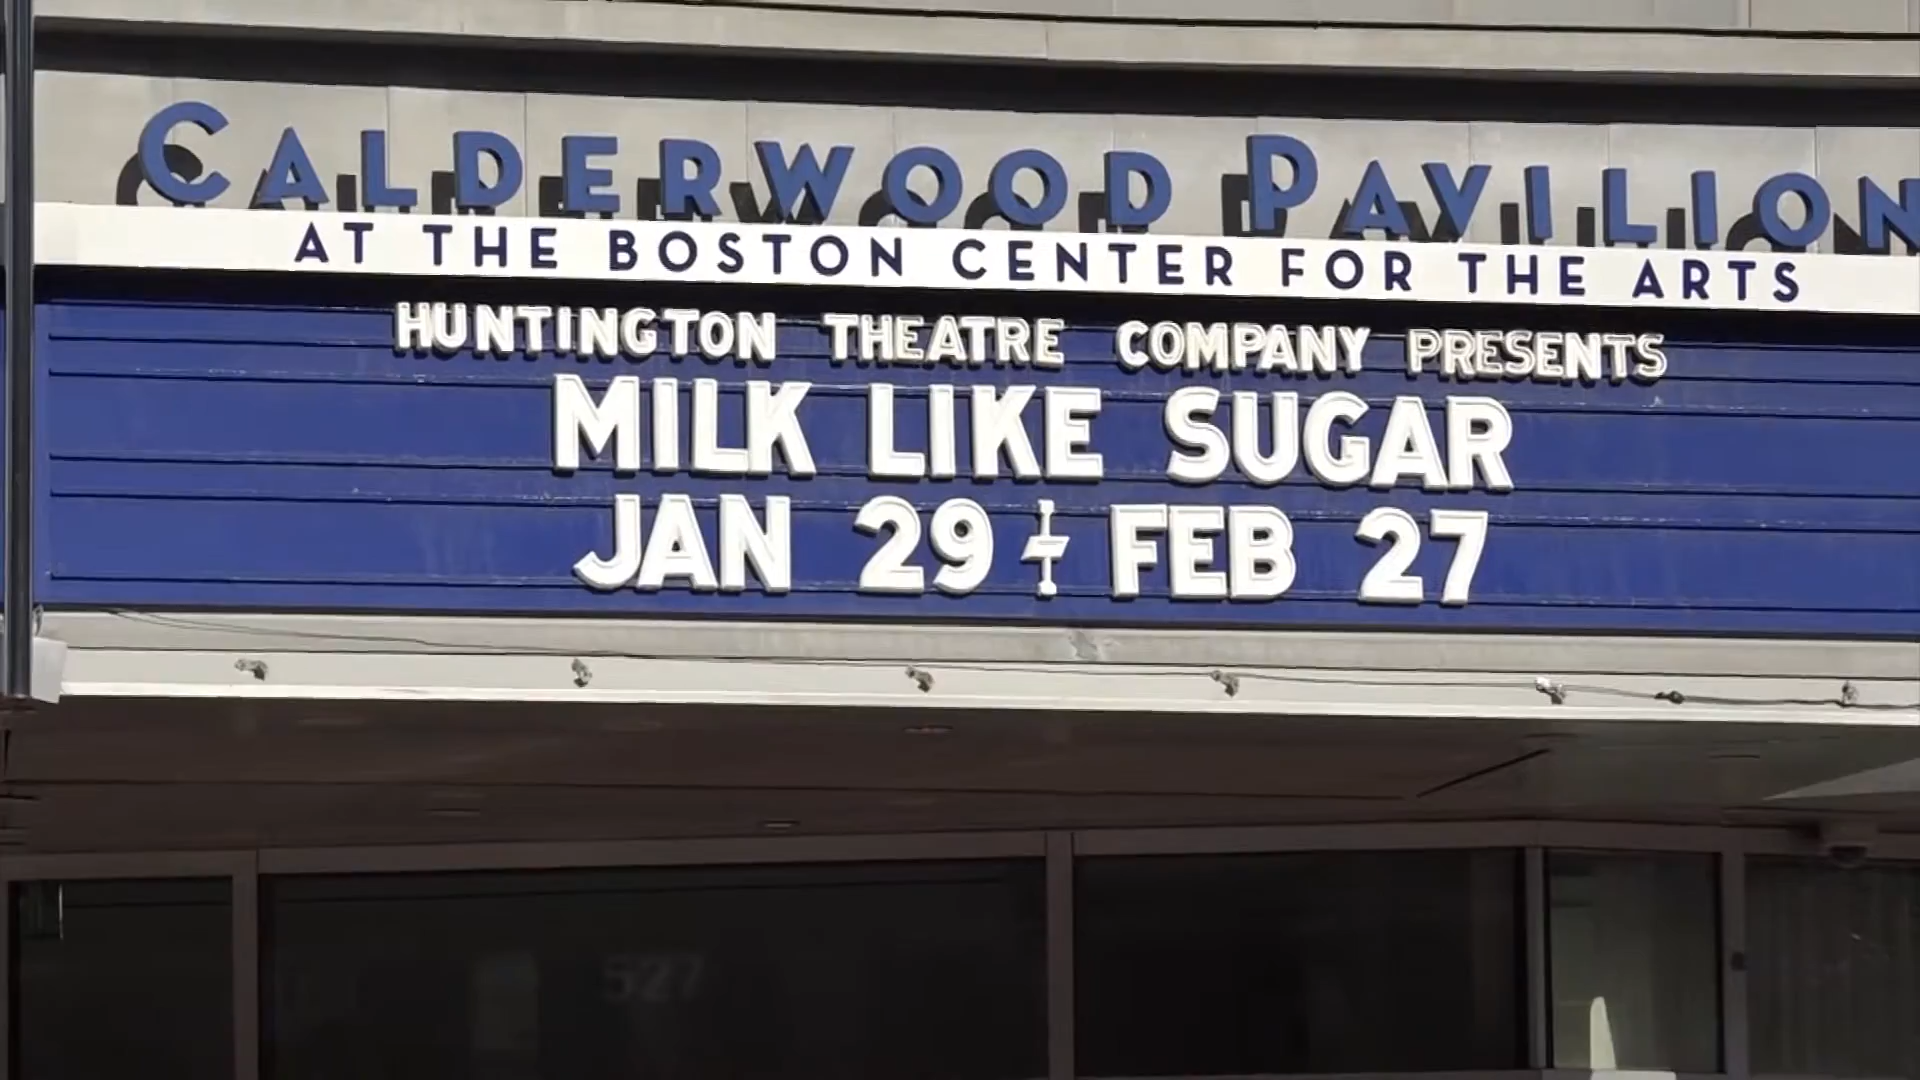 CALDERWOOD PAVILION
AT THE BOSTON CENTER FOR THE ARTS
HUNTINGTON THEATRE COMPANY PRESENTS
MILK LIKE SUGAR
JAN 29 - FEB 27
527